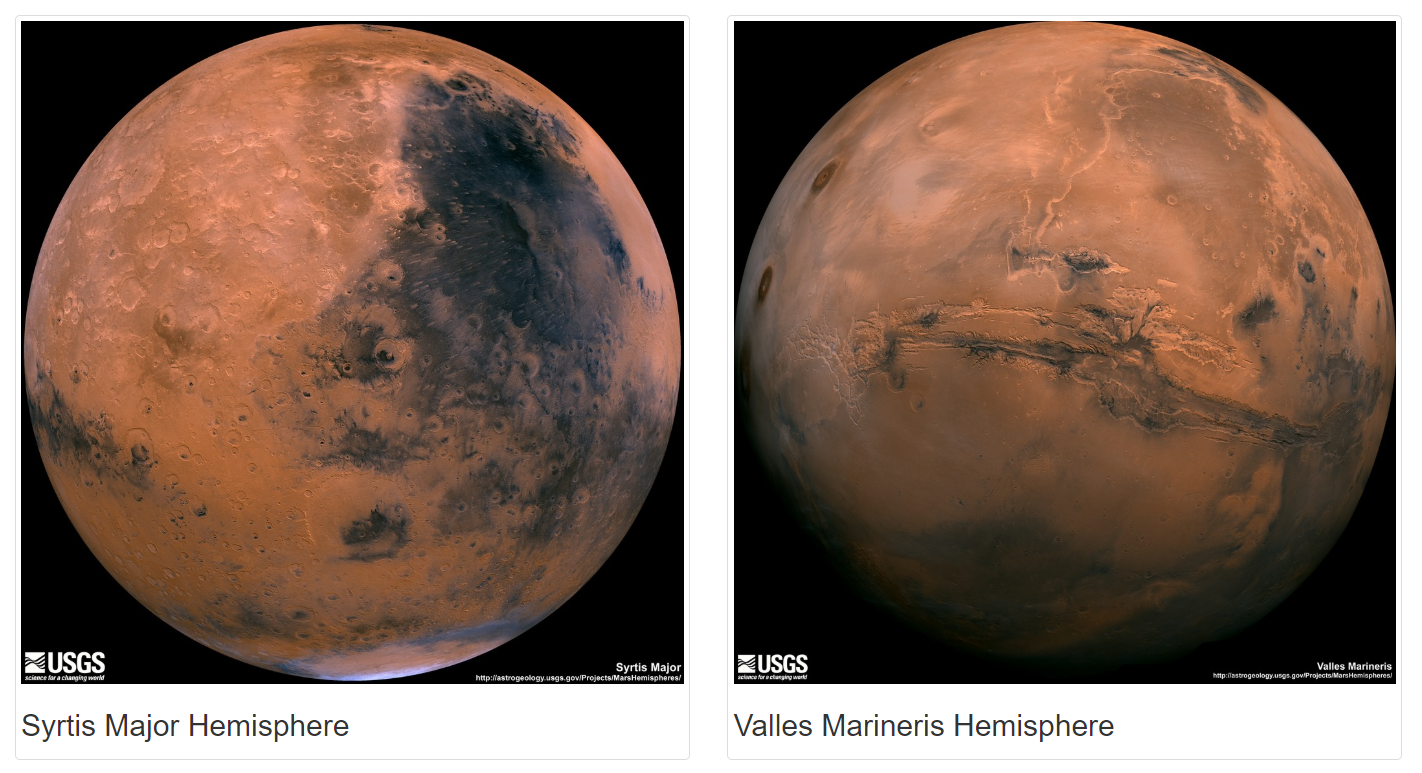 USGS
science for a changing world
Syrtis Major
http://astrogeology.usgs.gov/Projects/MarsHemispheres/
Syrtis Major Hemisphere
USGS
science for a changing world
Valles Marineris
http://astrogeology.usgs.gov/Projects/MarsHemispheres/
Valles Marineris Hemisphere